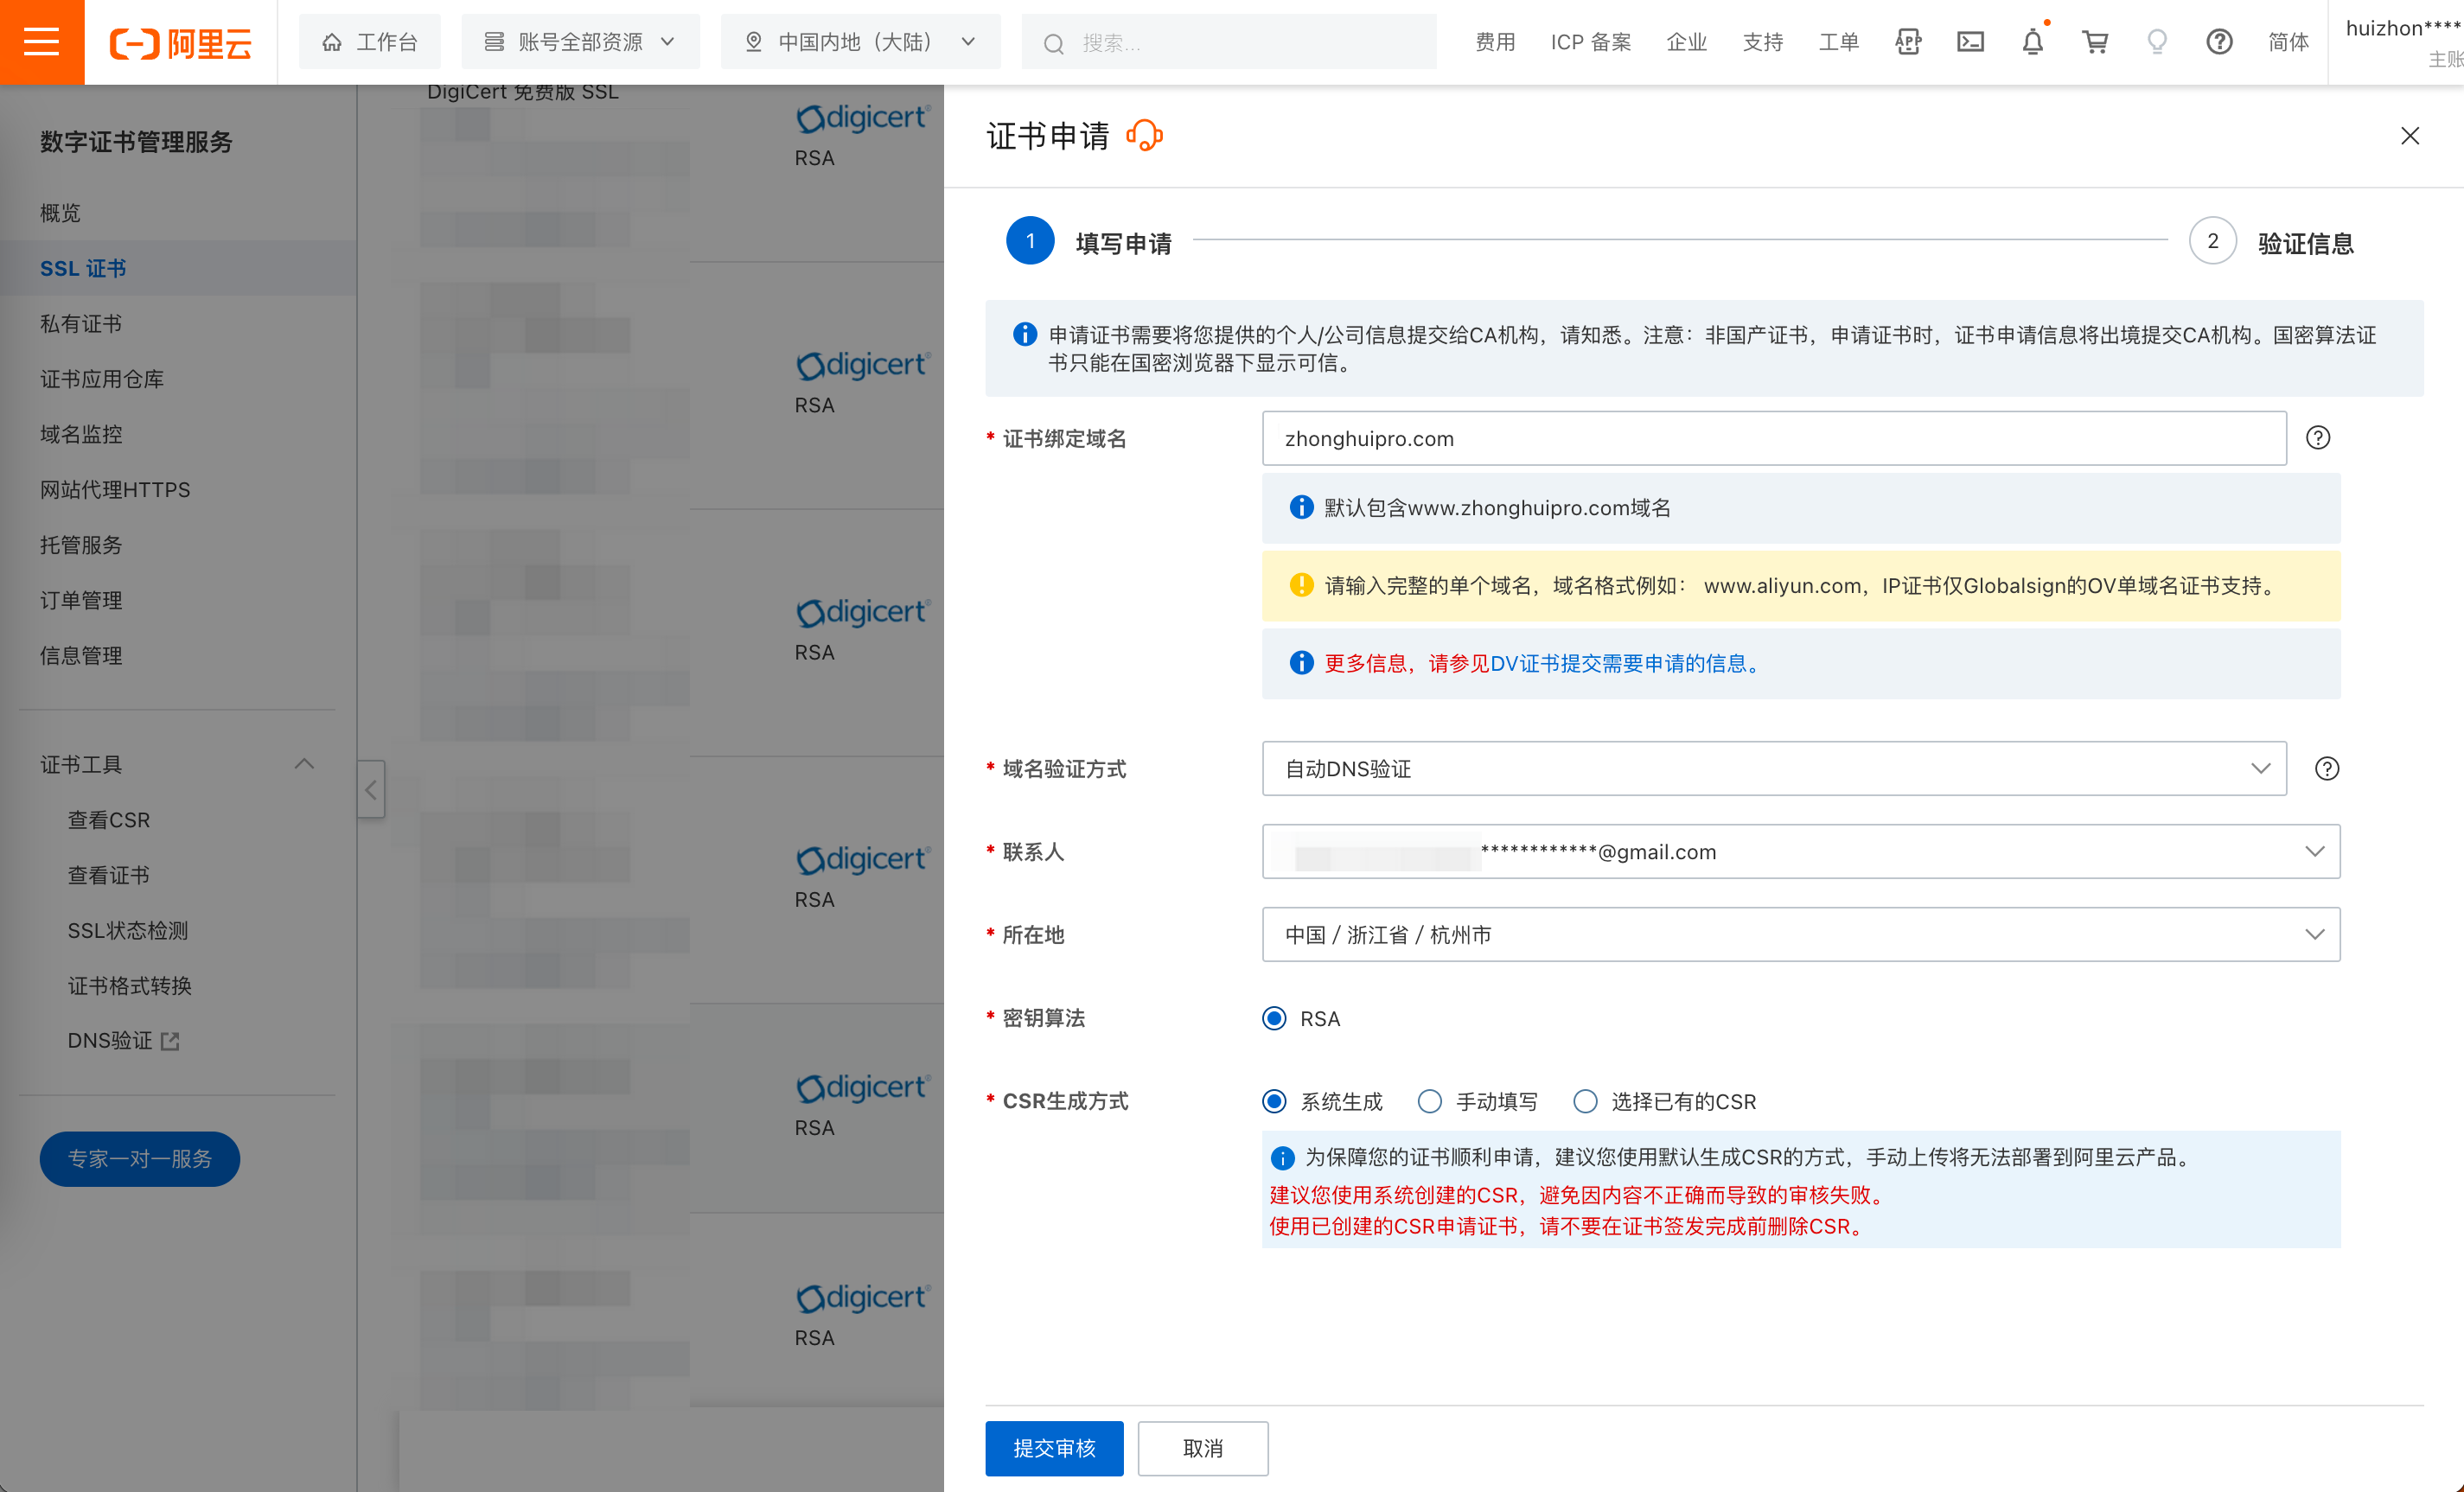 阿里云
工作台
账号全部资源
中国内地（大陆）
搜索...
费用
ICP 备案
企业
支持
工单
APP
简体
huizhon****
主账
数字证书管理服务
概览
SSL 证书
私有证书
证书应用仓库
域名监控
网站代理HTTPS
托管服务
订单管理
信息管理
证书工具
查看CSR
查看证书
SSL状态检测
证书格式转换
DNS验证
专家一对一服务
DigiCert 免费版 SSL
digicert®
RSA
digicert®
RSA
digicert®
RSA
digicert®
RSA
digicert®
RSA
digicert®
RSA
证书申请
1 填写申请
2 验证信息
申请证书需要将您提供的个人/公司信息提交给CA机构，请知悉。注意：非国产证书，申请证书时，证书申请信息将出境提交CA机构。国密算法证
书只能在国密浏览器下显示可信。
* 证书绑定域名
zhonghuipro.com
默认包含www.zhonghuipro.com域名
请输入完整的单个域名，域名格式例如： www.aliyun.com，IP证书仅Globalsign的OV单域名证书支持。
更多信息，请参见DV证书提交需要申请的信息。
* 域名验证方式
自动DNS验证
* 联系人
************@gmail.com
* 所在地
中国 / 浙江省 / 杭州市
* 密钥算法
RSA
* CSR生成方式
系统生成
手动填写
选择已有的CSR
为保障您的证书顺利申请，建议您使用默认生成CSR的方式，手动上传将无法部署到阿里云产品。
建议您使用系统创建的CSR，避免因内容不正确而导致的审核失败。
使用已创建的CSR申请证书，请不要在证书签发完成前删除CSR。
提交审核
取消